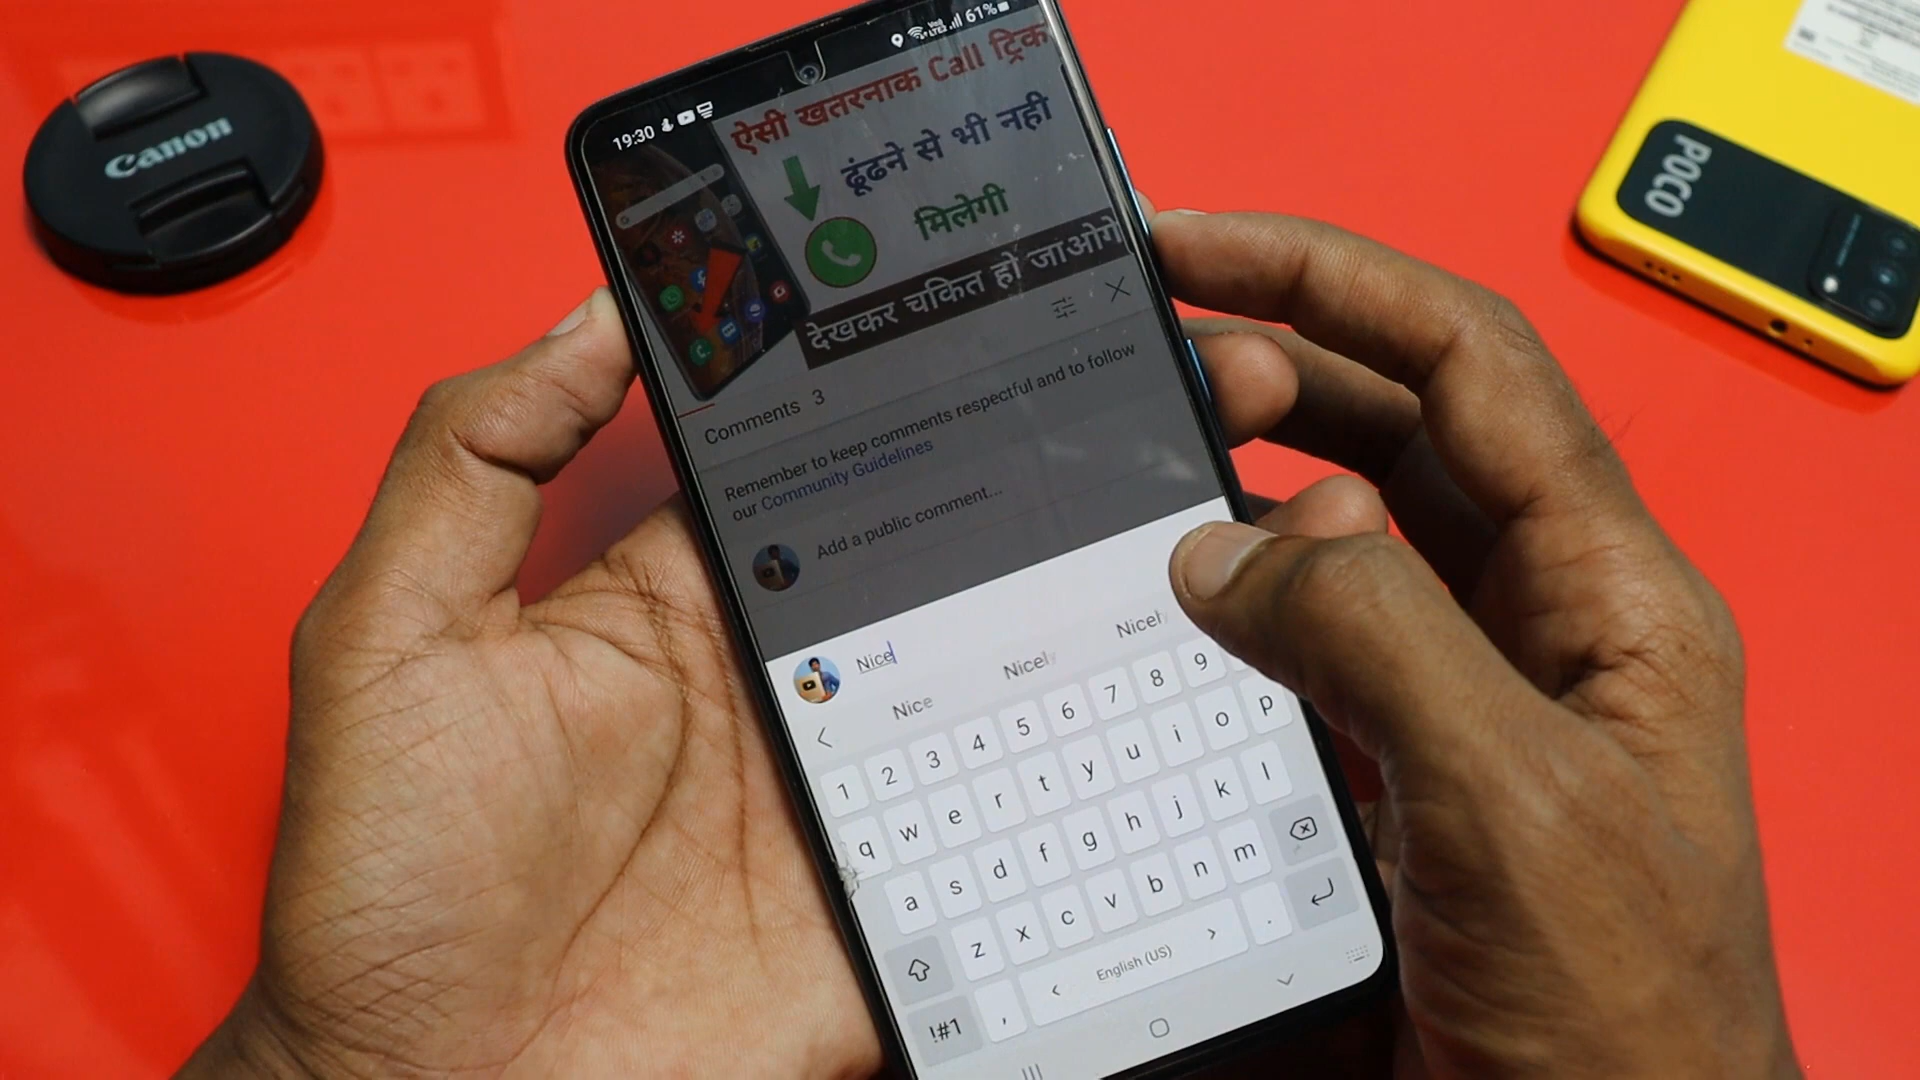 Canon
19:30
61%
ऐसी खतरनाक Call ट्रिक
ढूंढने से भी नही
मिलेगी
देखकर चकित हो जाओगे
Comments 3
Remember to keep comments respectful and to follow
our Community Guidelines
Add a public comment...
Nice
Nice Nicely Nicely
1 2 3 4 5 6 7 8 9
q w e r t y u i o p
a s d f g h j k l
z x c v b n m
!#1 , < English (US) > .
POCO